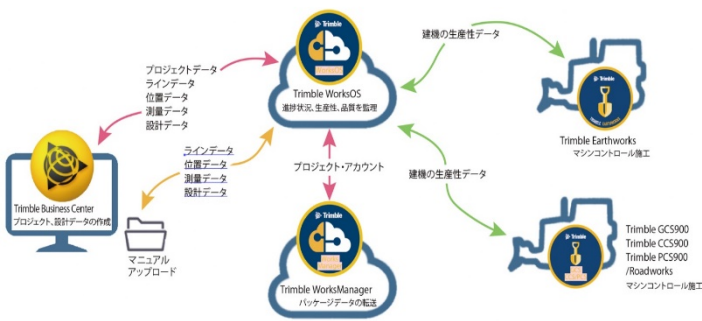 プロジェクトデータ
ラインデータ
位置データ
測量データ
設計データ
Trimble
Trimble WorksOS
進捗状況、生産性、品質を監理
建機の生産性データ
Trimble
Trimble Earthworks
マシンコントロール施工
ラインデータ
位置データ
測量データ
設計データ
プロジェクト・アカウント
建機の生産性データ
Trimble Business Center
プロジェクト、設計データの作成
マニュアル
アップロード
Trimble
Trimble WorksManager
パッケージデータの転送
Trimble
Trimble GCS900
Trimble CCS900
Trimble PCS900
/Roadworks
マシンコントロール施工